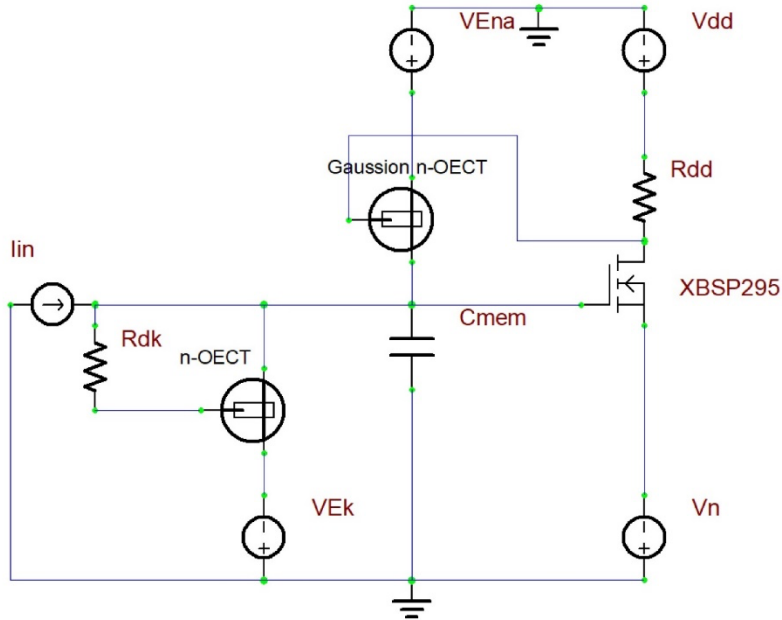 VEna
Vdd
Gaussion n-OECT
Rdd
Iin
XBSP295
Cmem
Rdk
n-OECT
VEk
Vn